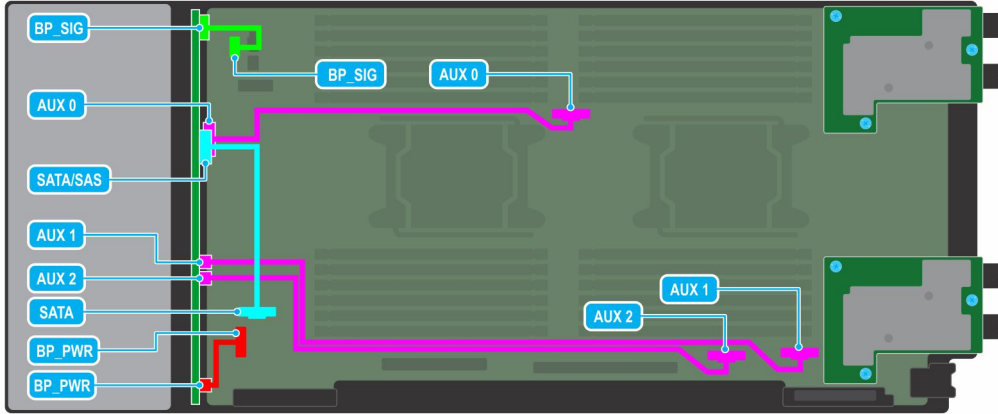 BP_SIG
BP_SIG
AUX 0
AUX 0
SATA/SAS
AUX 1
AUX 2
AUX 1
SATA
AUX 2
BP_PWR
BP_PWR